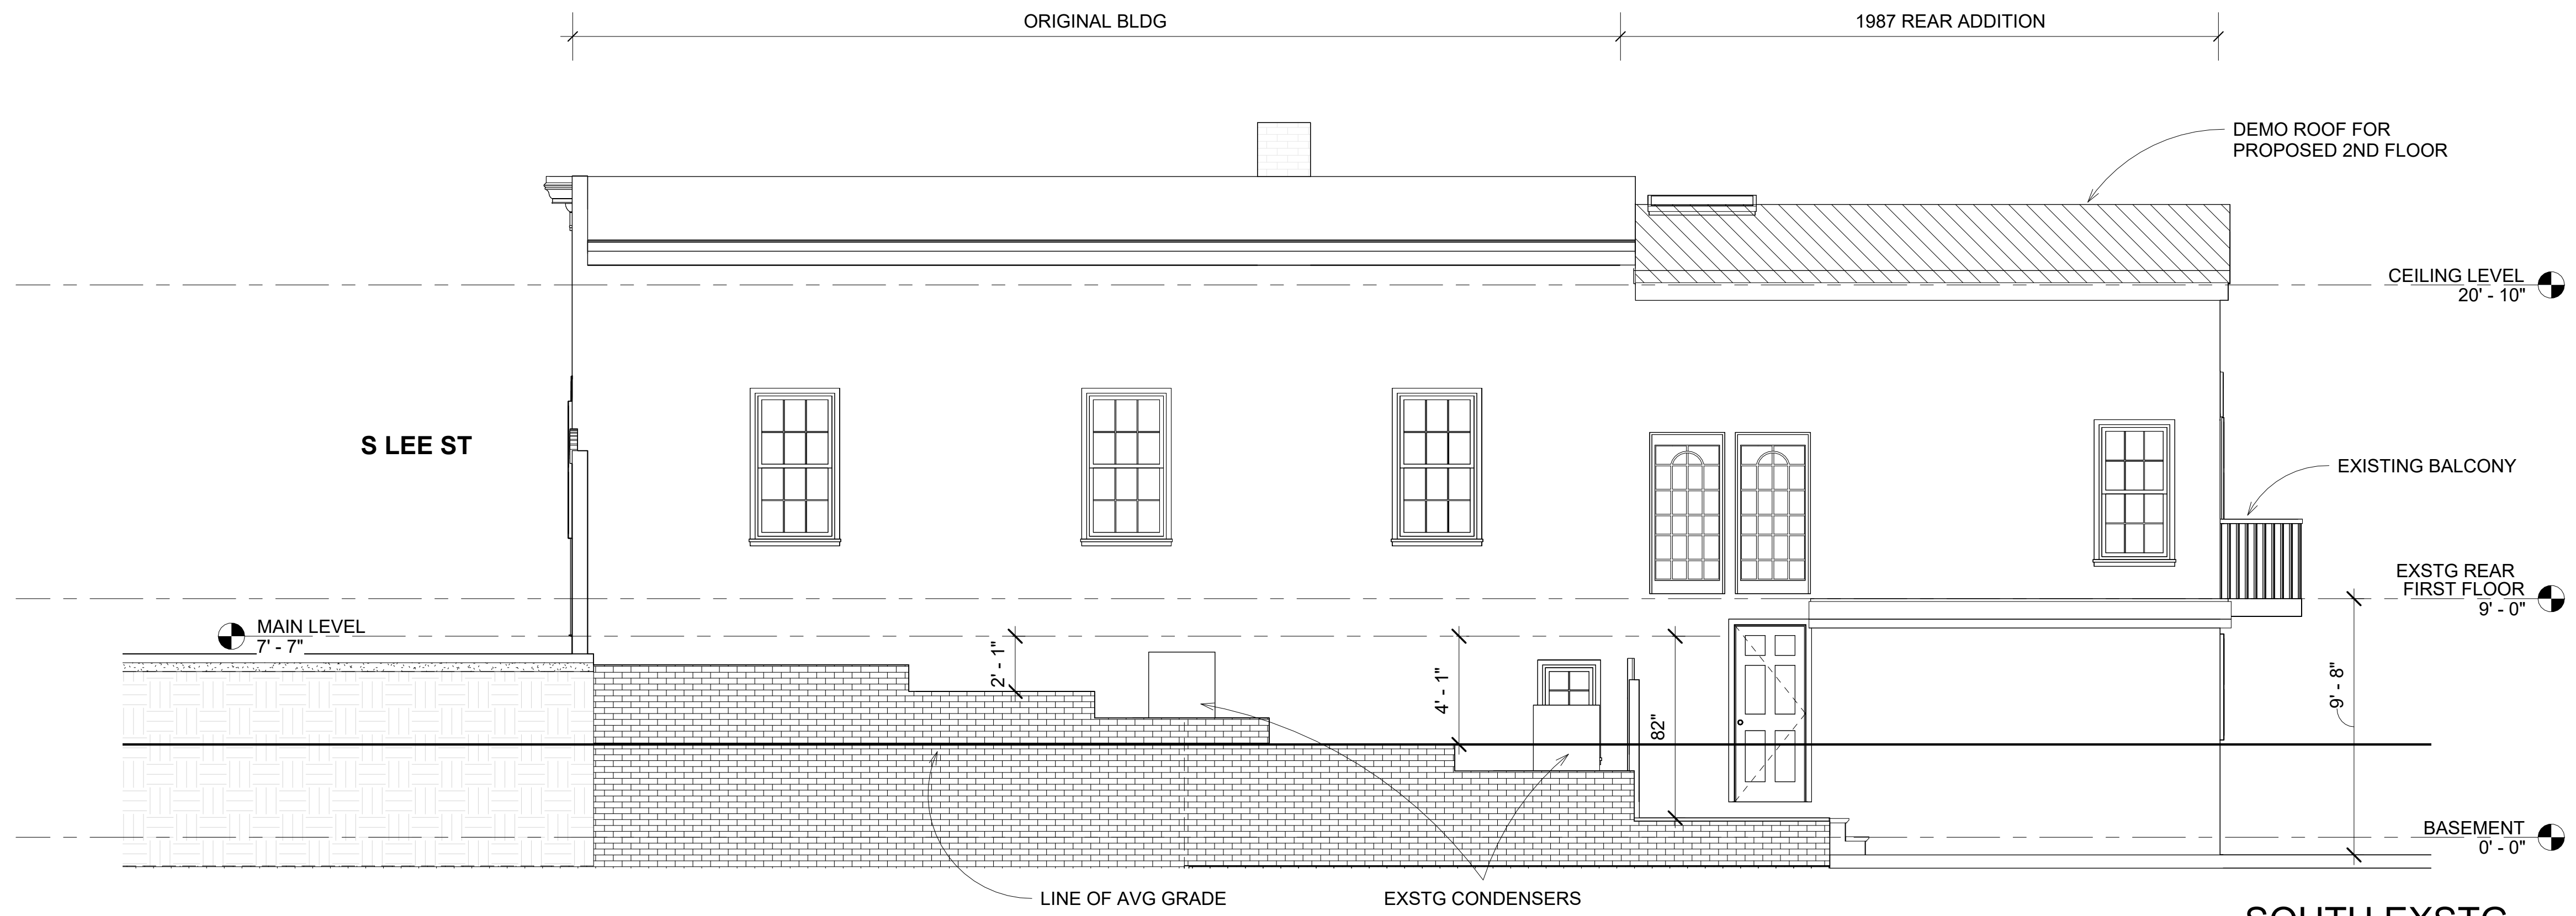 ORIGINAL BLDG
1987 REAR ADDITION
DEMO ROOF FOR
PROPOSED 2ND FLOOR
CEILING LEVEL
20' - 10"
S LEE ST
EXISTING BALCONY
EXSTG REAR
FIRST FLOOR
9' - 0"
MAIN LEVEL
7' - 7"
2' - 1"
4' - 1"
82"
9' - 8"
BASEMENT
0' - 0"
LINE OF AVG GRADE
EXSTG CONDENSERS
SOUTH EXSTG